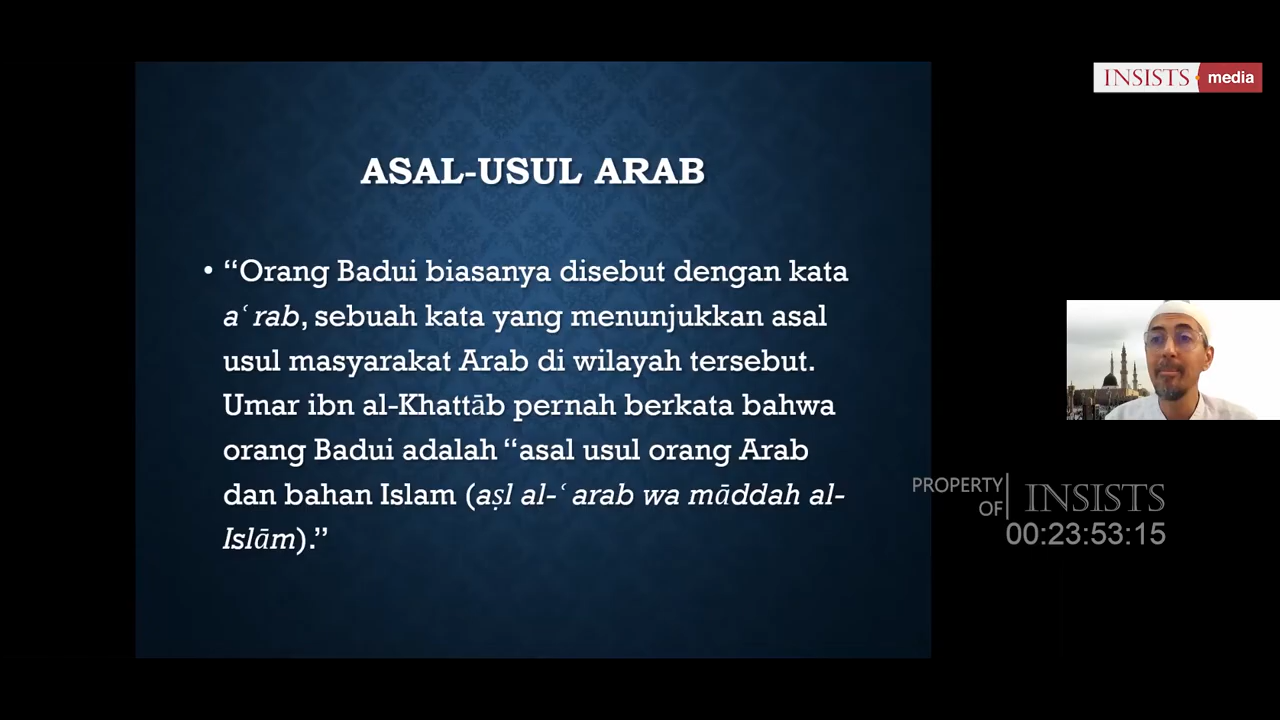 INSISTS media
ASAL-USUL ARAB
• “Orang Badui biasanya disebut dengan kata
aʿrab, sebuah kata yang menunjukkan asal
usul masyarakat Arab di wilayah tersebut.
Umar ibn al-Khattāb pernah berkata bahwa
orang Badui adalah “asal usul orang Arab
dan bahan Islam (aṣl al-ʿarab wa māddah al-
Islām).”
PROPERTY
OF
INSISTS
00:23:53:15